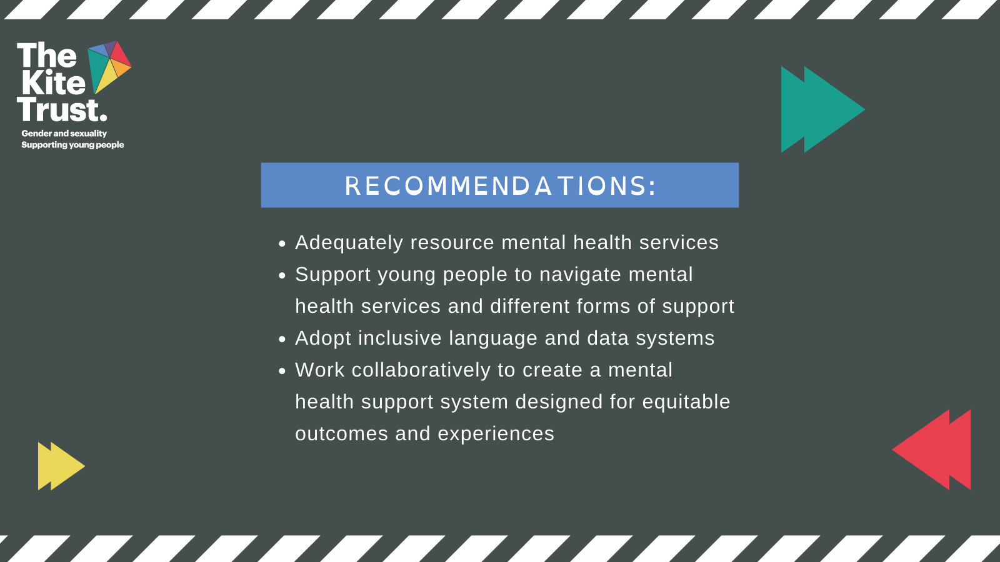 The
Kite
Trust.
Gender and sexuality
Supporting young people
RECOMMENDATIONS:
• Adequately resource mental health services
• Support young people to navigate mental
health services and different forms of support
• Adopt inclusive language and data systems
• Work collaboratively to create a mental
health support system designed for equitable
outcomes and experiences